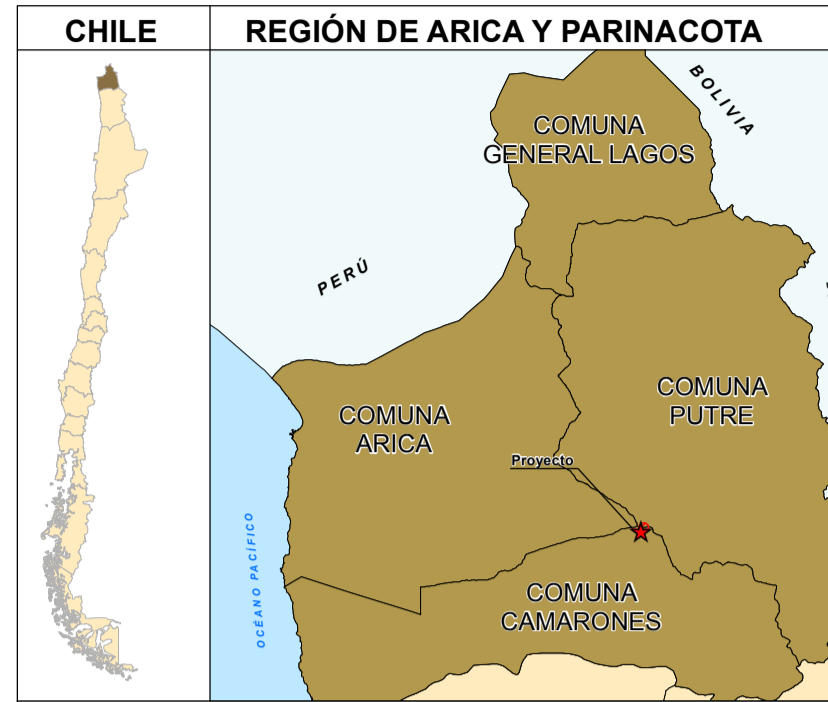 CHILE
REGIÓN DE ARICA Y PARINACOTA
BOLIVIA
COMUNA
GENERAL LAGOS
PERÚ
COMUNA
PUTRE
COMUNA
ARICA
Proyecto
OCÉANO PACÍFICO
COMUNA
CAMARONES